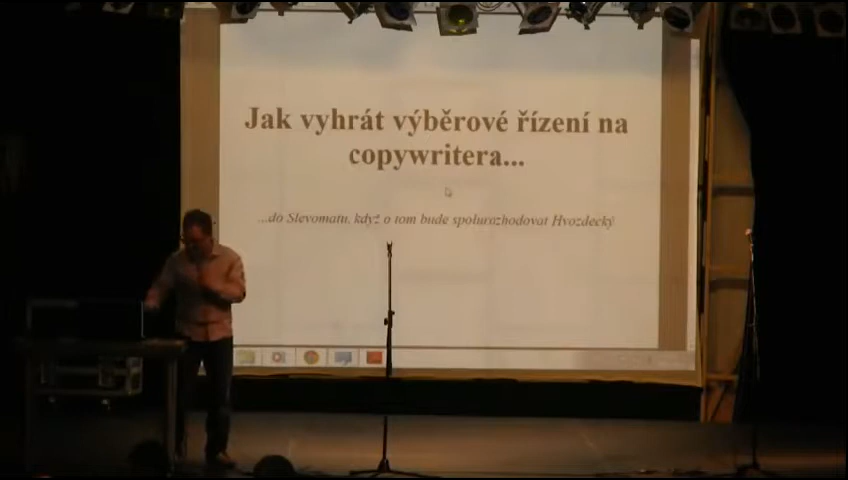 Jak vyhrát výběrové řízení na
copywritera...
...do Slevomatu, když o tom bude spolurozhodovat Hvozdecký